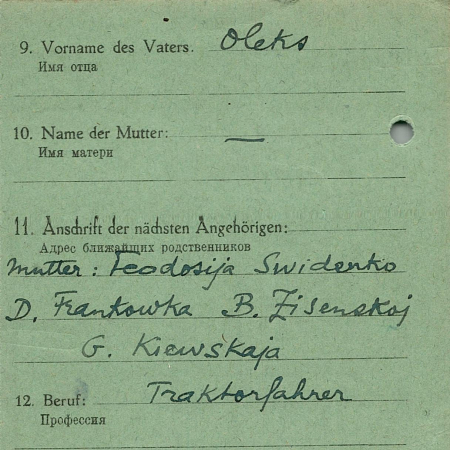 9. Vorname des Vaters. Oleks
Имя отца
10. Name der Mutter: —
Имя матери
11. Anschrift der nächsten Angehörigen:
Адрес ближайших родственников
Mutter: Feodosija Swidenko
D. Frankowka B. Zisenskoj
G. Kiewskaja
12. Beruf: Traktorfahrer
Профессия